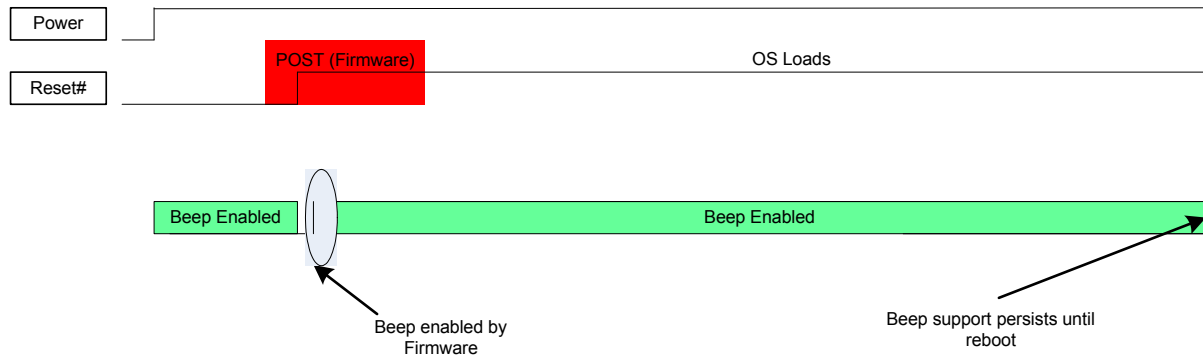 Power
POST (Firmware)
OS Loads
Reset#
Beep Enabled
Beep Enabled
Beep enabled by
Firmware
Beep support persists until
reboot